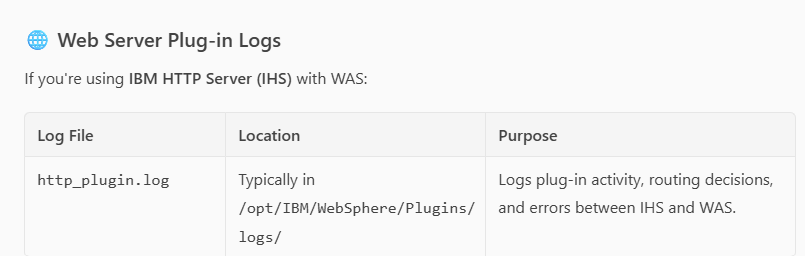 🌐 Web Server Plug-in Logs
If you're using IBM HTTP Server (IHS) with WAS:
Log File Location Purpose
http_plugin.log Typically in Logs plug-in activity, routing decisions,
/opt/IBM/WebSphere/Plugins/ and errors between IHS and WAS.
logs/